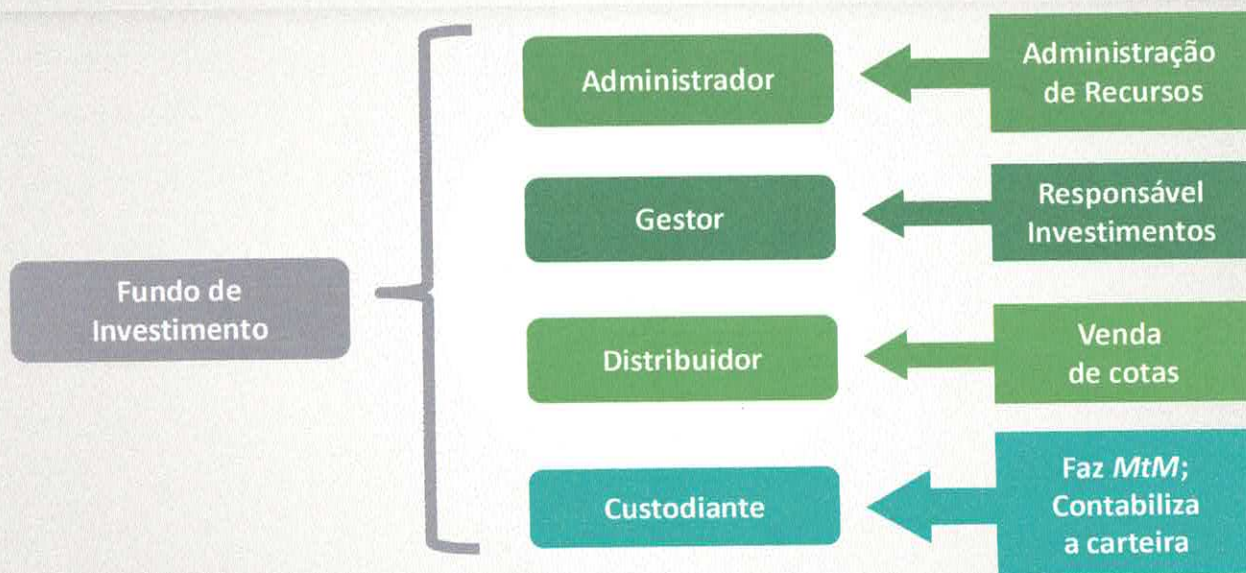 Fundo de
Investimento
Administrador
Administração
de Recursos
Gestor
Responsável
Investimentos
Distribuidor
Venda
de cotas
Custodiante
Faz MtM;
Contabiliza
a carteira